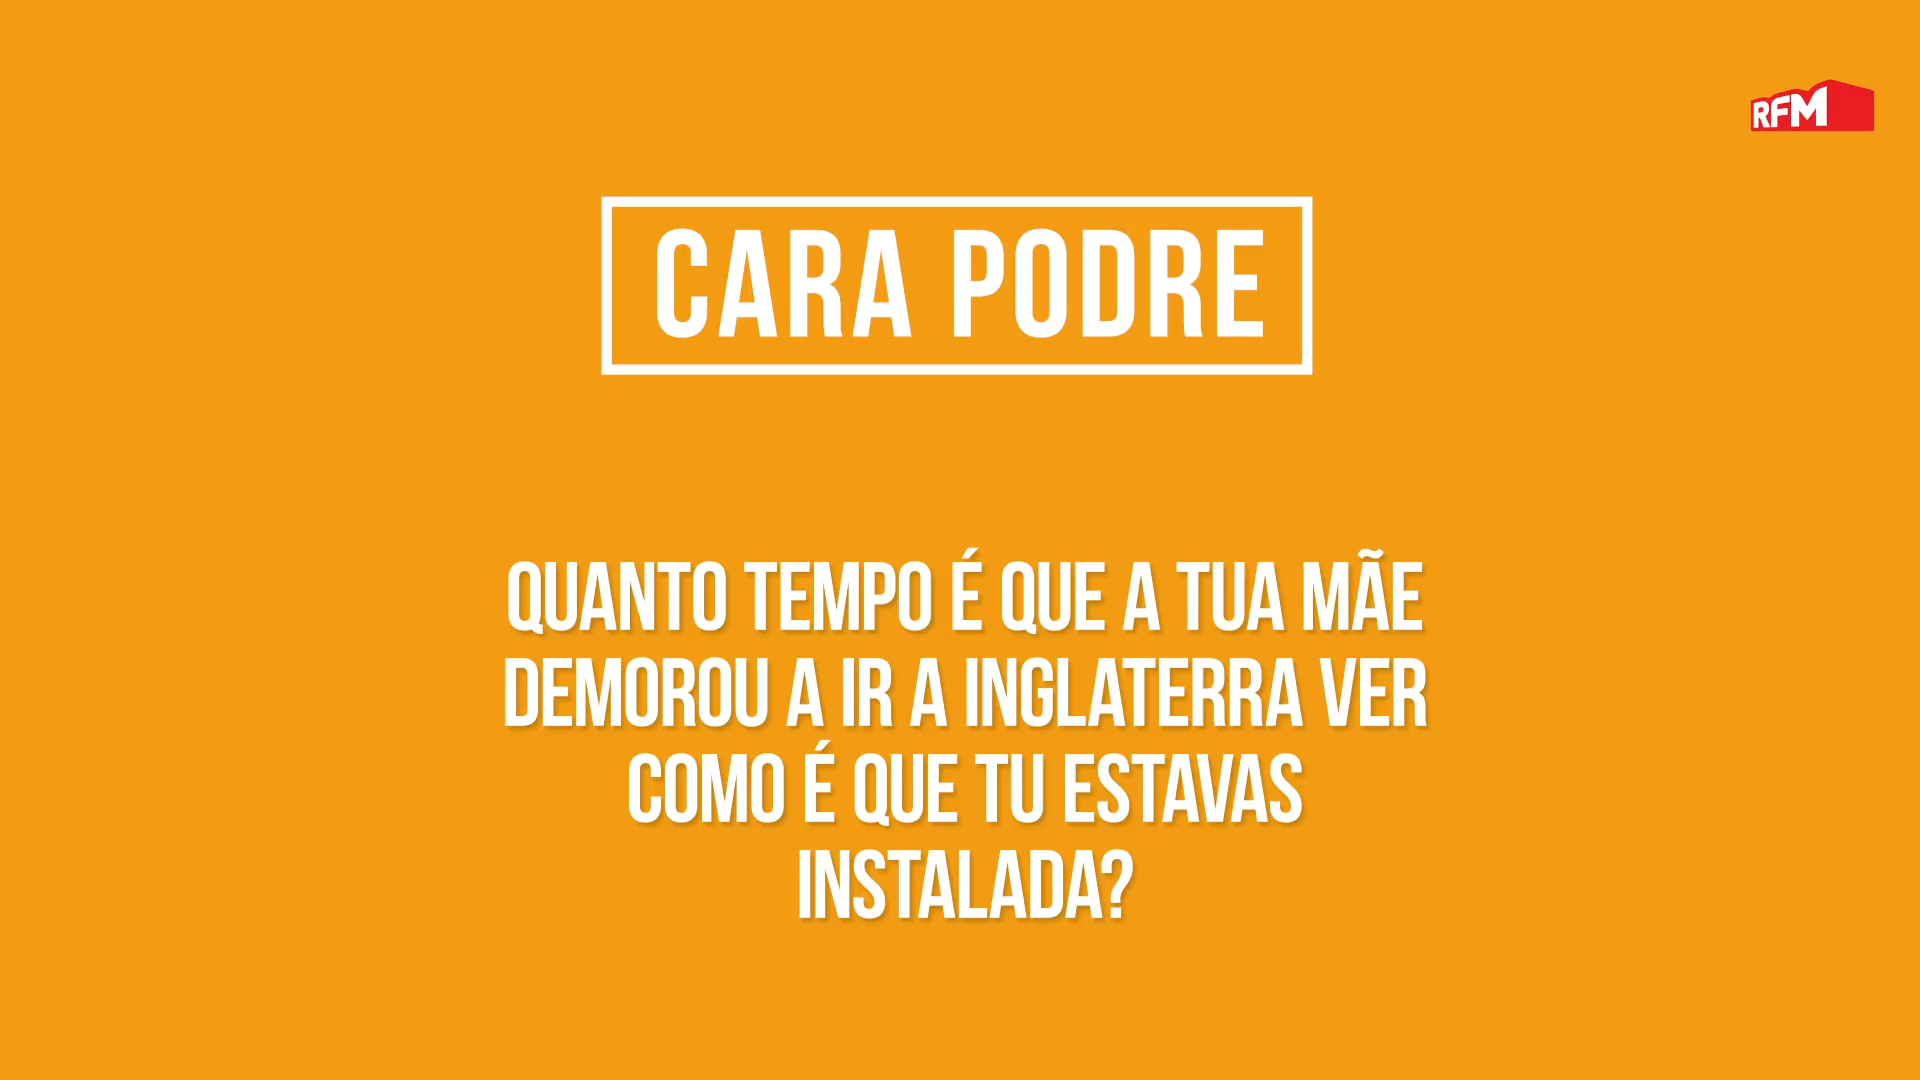 RFM
CARA PODRE
QUANTO TEMPO É QUE A TUA MÃE
DEMOROU A IR A INGLATERRA VER
COMO É QUE TU ESTAVAS
INSTALADA?